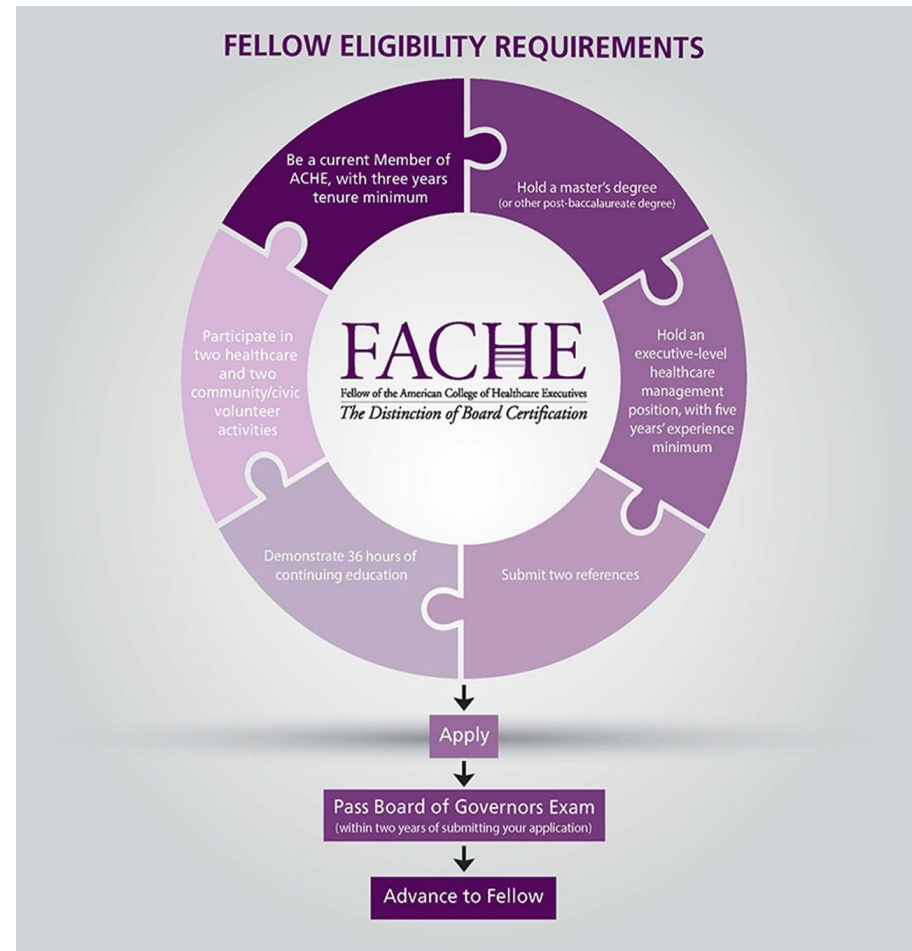 FELLOW ELIGIBILITY REQUIREMENTS
Be a current Member of
ACHE, with three years
tenure minimum
Hold a master's degree
(or other post-baccalaureate degree)
Hold an
executive-level
healthcare
management
position, with five
years' experience
minimum
Submit two references
Demonstrate 36 hours of
continuing education
Participate in
two healthcare
and two
community/civic
volunteer
activities
FACHE
Fellow of the American College of Healthcare Executives
The Distinction of Board Certification
Apply
Pass Board of Governors Exam
(within two years of submitting your application)
Advance to Fellow